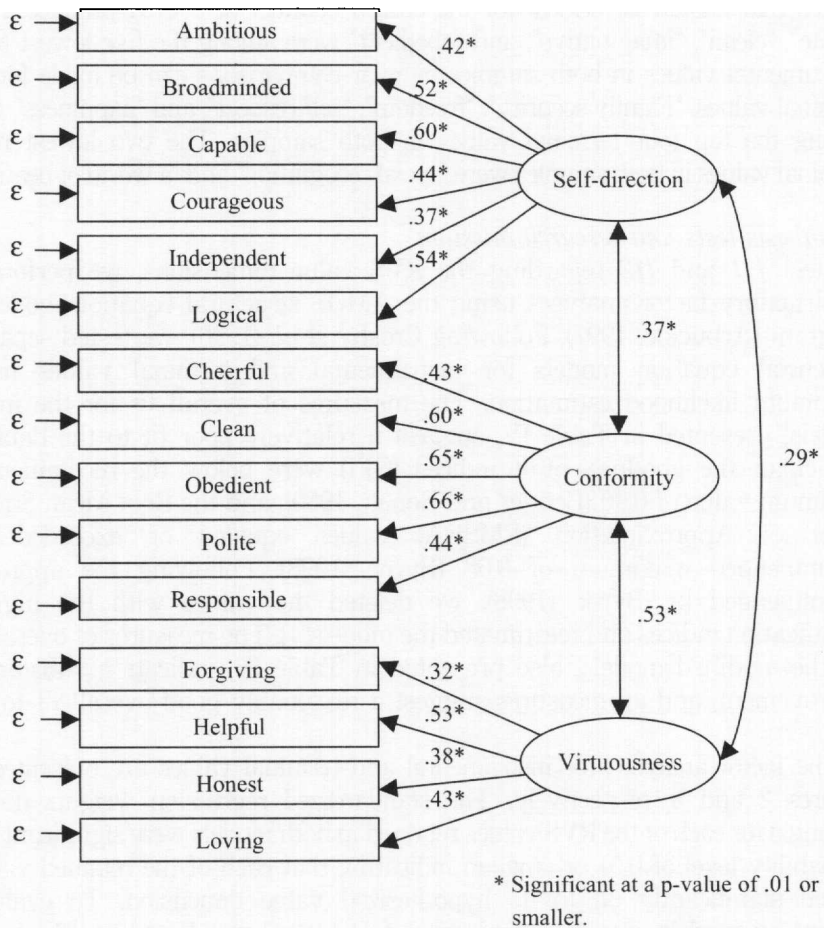 ε Ambitious .42*
ε Broadminded .52*
ε Capable .60*
ε Courageous .44*
.37*
ε Independent .54*
ε Logical
Self-direction
.37*
ε Cheerful .43*
ε Clean .60*
ε Obedient .65*
ε Polite .66*
.44*
ε Responsible
Conformity
.29*
.53*
ε Forgiving .32*
ε Helpful .53*
ε Honest .38*
.43*
ε Loving
Virtuousness
* Significant at a p-value of .01 or
smaller.